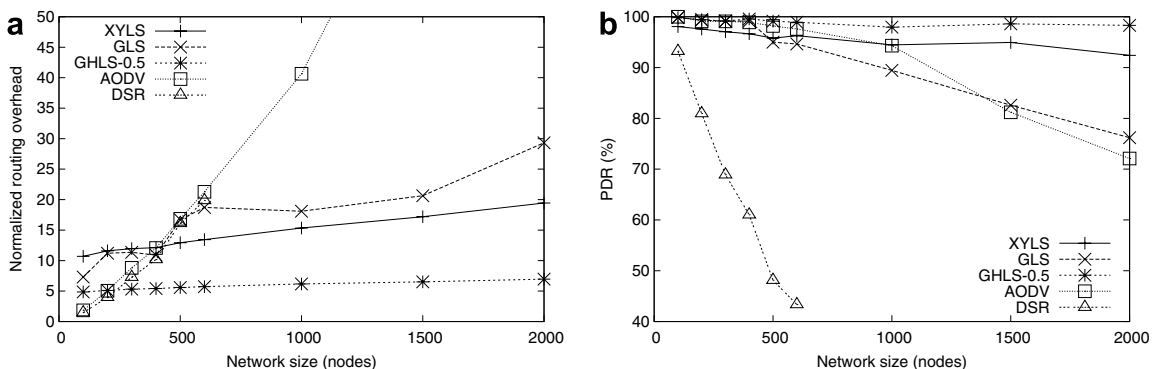 a
50
45
40
35
30
25
20
15
10
5
0
Normalized routing overhead
XYLS
GLS
GHLS-0.5
AODV
DSR
0 500 1000 1500 2000
Network size (nodes)
b
100
90
80
70
60
50
40
PDR (%)
XYLS
GLS
GHLS-0.5
AODV
DSR
0 500 1000 1500 2000
Network size (nodes)